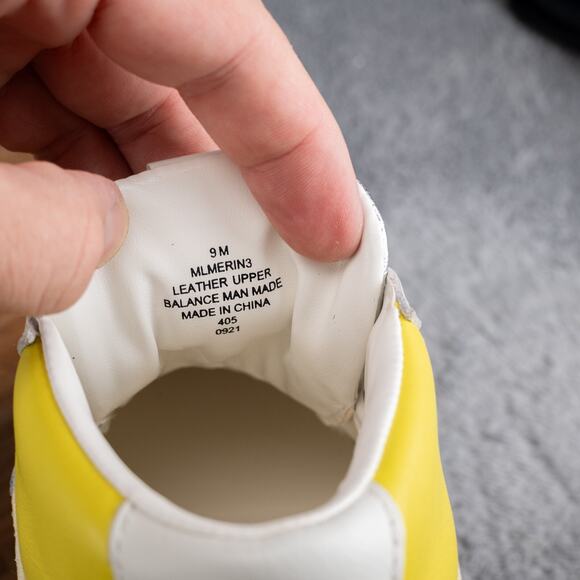 9 M
MLMERIN3
LEATHER UPPER
BALANCE MAN MADE
MADE IN CHINA
405
0921